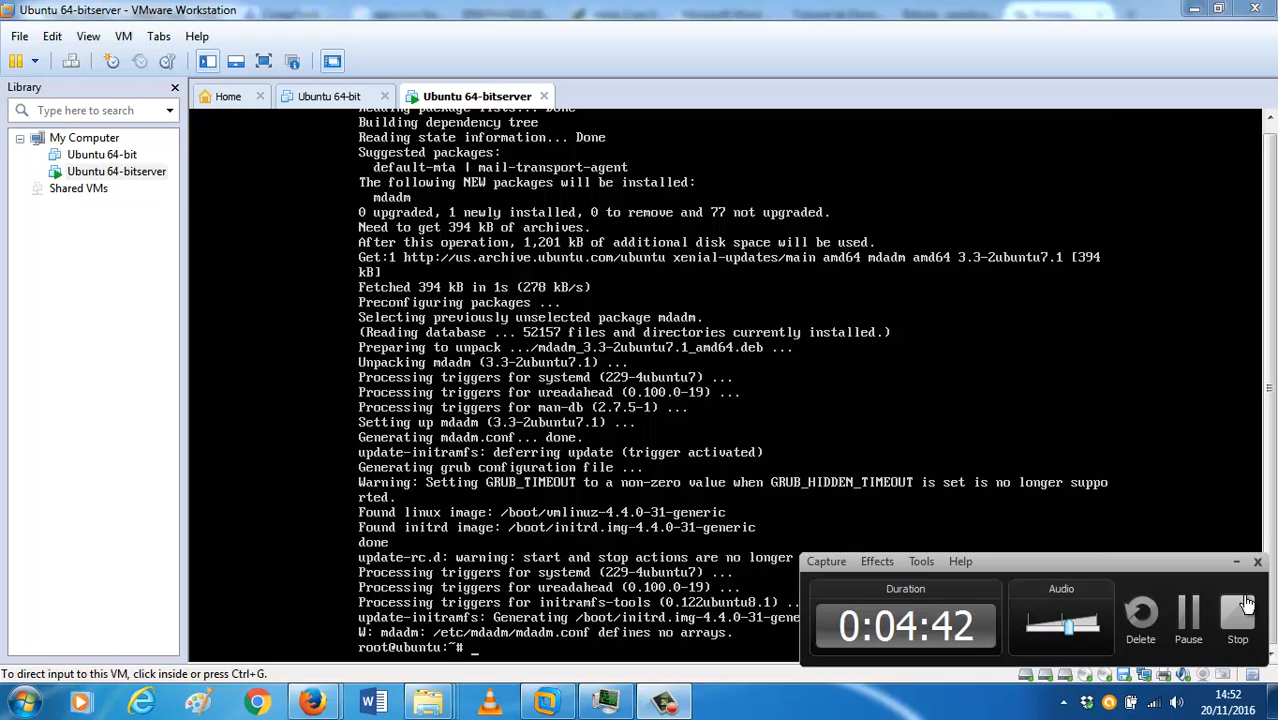 Ubuntu 64-bitserver - VMware Workstation
File Edit View VM Tabs Help
Library
Type here to search
My Computer
Ubuntu 64-bit
Ubuntu 64-bitserver
Shared VMs
Home
Ubuntu 64-bit
Ubuntu 64-bitserver
Reading package lists... Done
Building dependency tree
Reading state information... Done
Suggested packages:
default-mta | mail-transport-agent
The following NEW packages will be installed:
mdadm
0 upgraded, 1 newly installed, 0 to remove and 77 not upgraded.
Need to get 394 kB of archives.
After this operation, 1,201 kB of additional disk space will be used.
Get:1 http://us.archive.ubuntu.com/ubuntu xenial-updates/main amd64 mdadm amd64 3.3-2ubuntu7.1 [394
kB]
Fetched 394 kB in 1s (278 kB/s)
Preconfiguring packages ...
Selecting previously unselected package mdadm.
(Reading database ... 52157 files and directories currently installed.)
Preparing to unpack .../mdadm_3.3-2ubuntu7.1_amd64.deb ...
Unpacking mdadm (3.3-2ubuntu7.1) ...
Processing triggers for systemd (229-4ubuntu7) ...
Processing triggers for ureadahead (0.100.0-19) ...
Processing triggers for man-db (2.7.5-1) ...
Setting up mdadm (3.3-2ubuntu7.1) ...
Generating mdadm.conf... done.
update-initramfs: deferring update (trigger activated)
Generating grub configuration file ...
Warning: Setting GRUB_TIMEOUT to a non-zero value when GRUB_HIDDEN_TIMEOUT is set is no longer suppo
rted.
Found linux image: /boot/vmlinuz-4.4.0-31-generic
Found initrd image: /boot/initrd.img-4.4.0-31-generic
done
update-rc.d: warning: start and stop actions are no longer
Processing triggers for systemd (229-4ubuntu7) ...
Processing triggers for ureadahead (0.100.0-19) ...
Processing triggers for initramfs-tools (0.122ubuntu8.1) ..
update-initramfs: Generating /boot/initrd.img-4.4.0-31-gene
W: mdadm: /etc/mdadm/mdadm.conf defines no arrays.
root@ubuntu:~# _
Capture Effects Tools Help
Duration
0:04:42
Audio
Delete
Pause
Stop
To direct input to this VM, click inside or press Ctrl+G.
14:52
20/11/2016